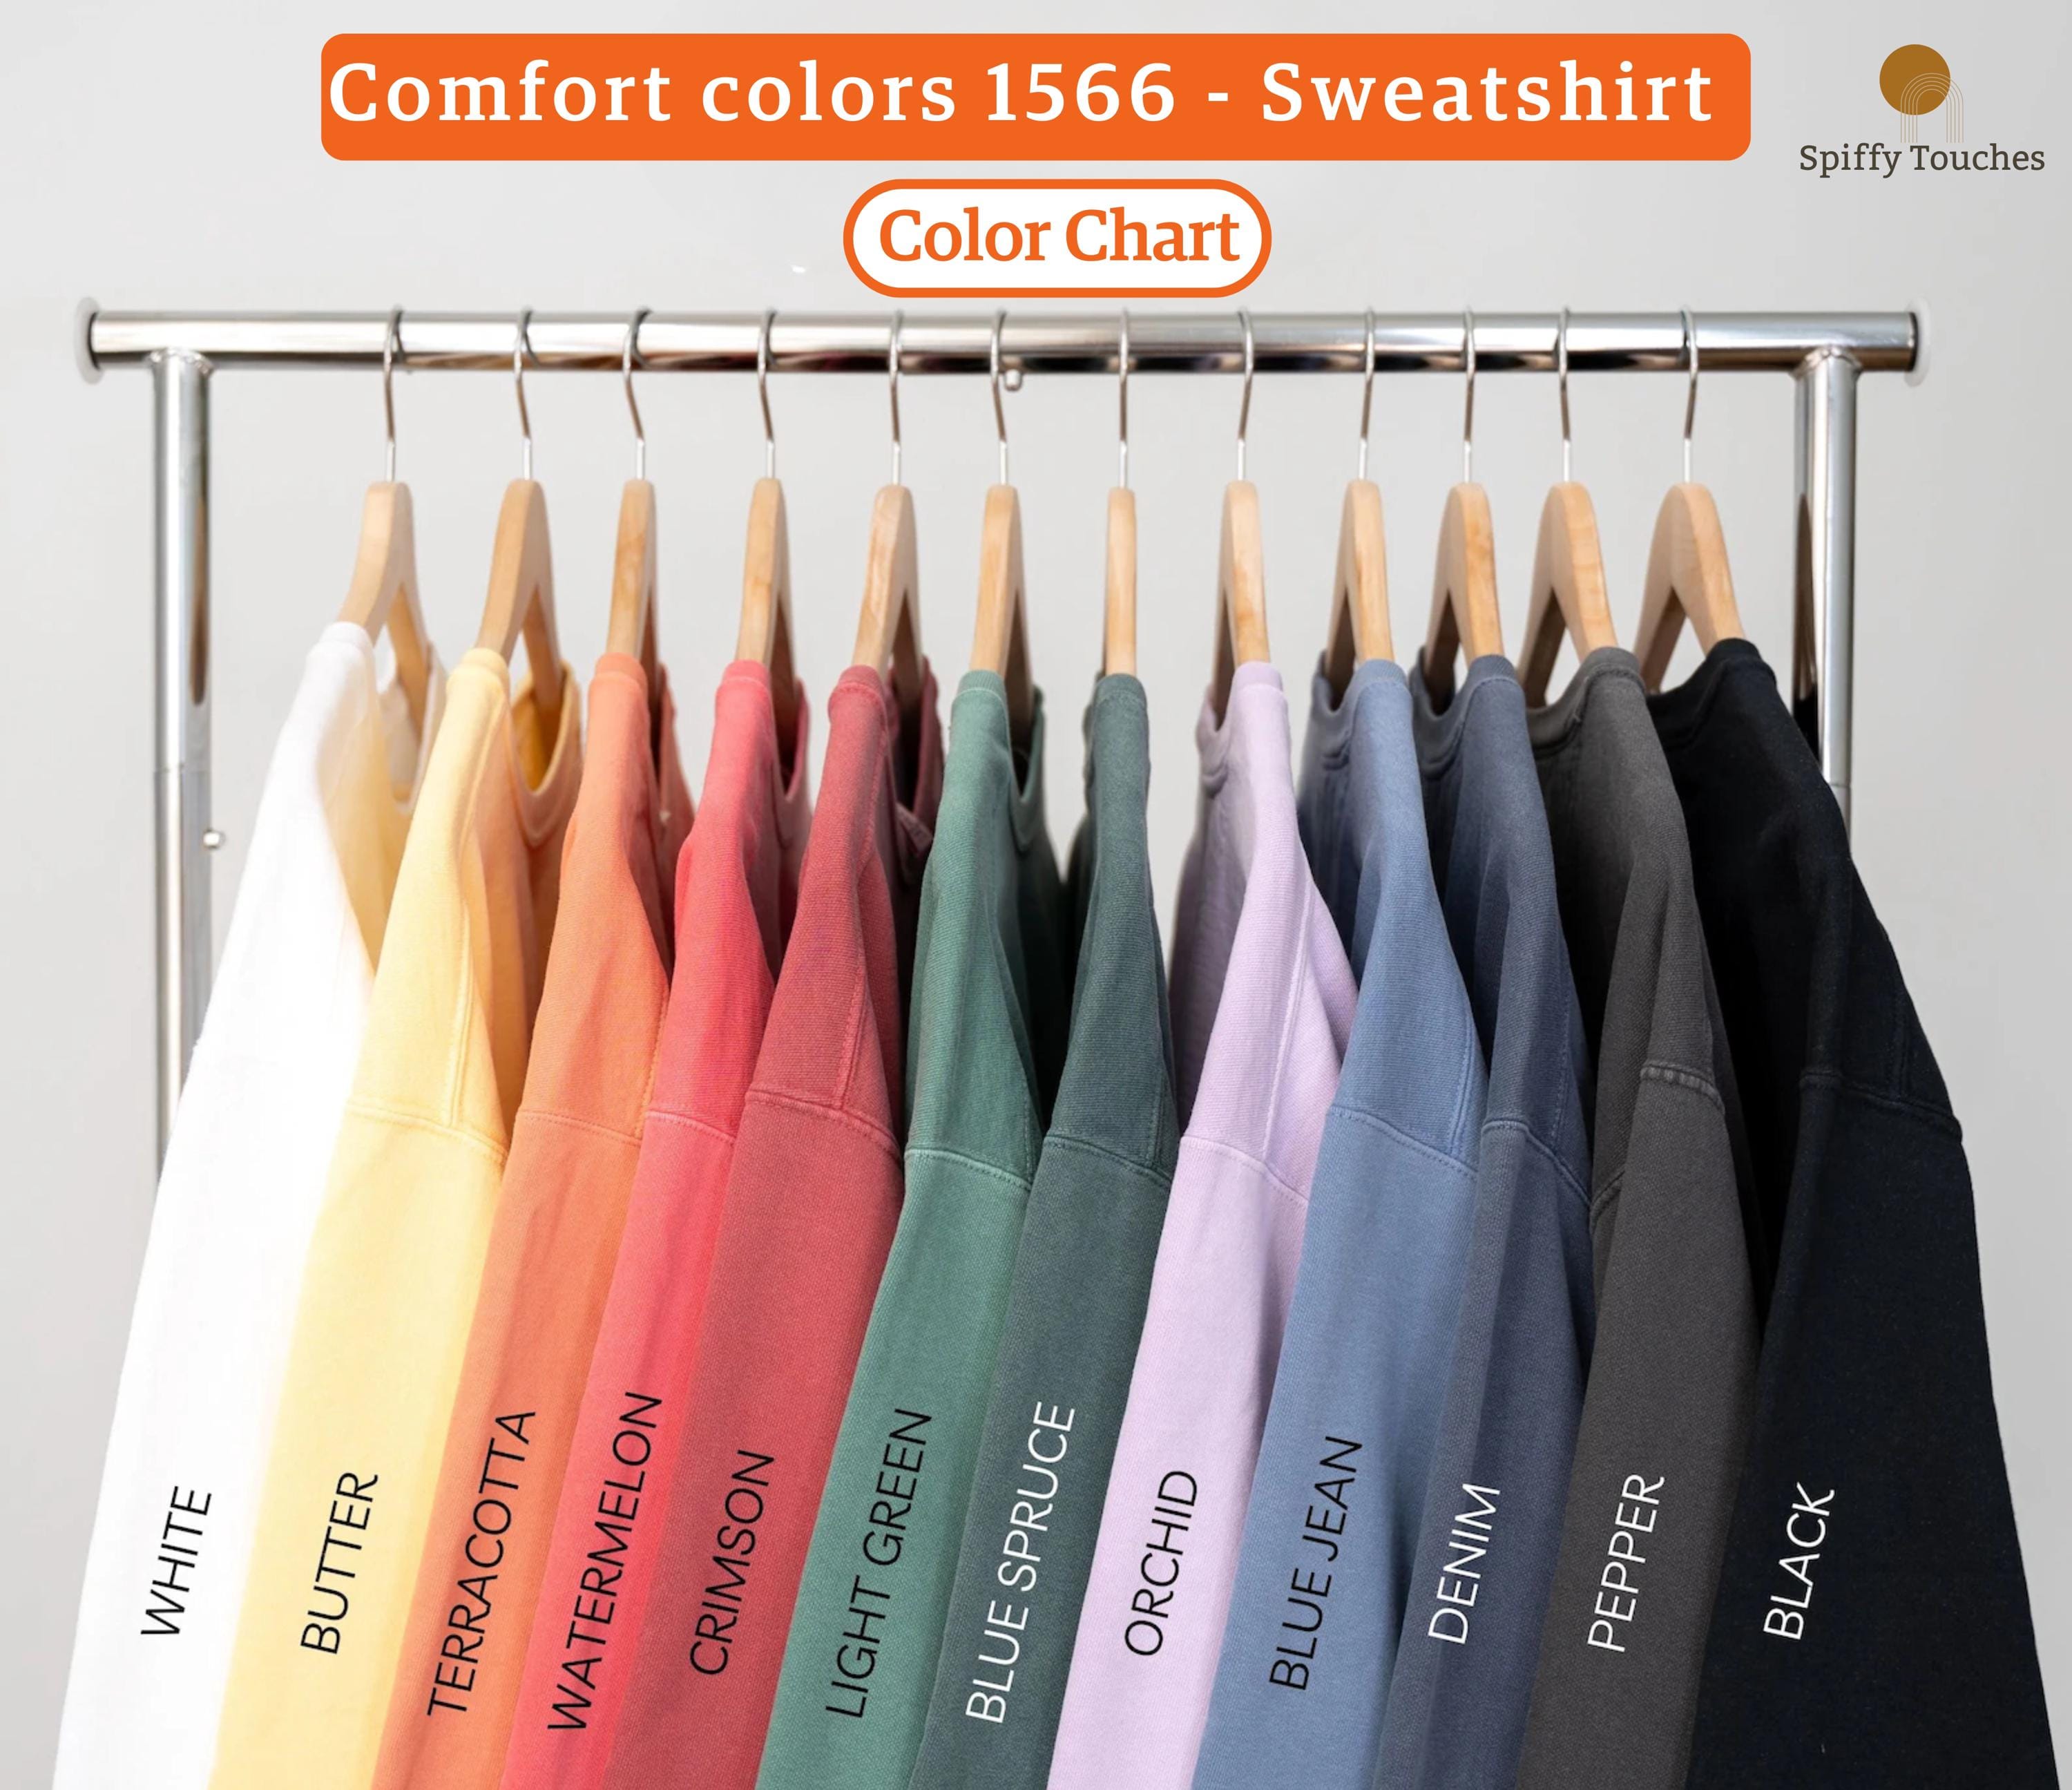 Comfort colors 1566 - Sweatshirt
Spiffy Touches
Color Chart
WHITE
BUTTER
TERRACOTTA
WATERMELON
CRIMSON
LIGHT GREEN
BLUE SPRUCE
ORCHID
BLUE JEAN
DENIM
PEPPER
BLACK